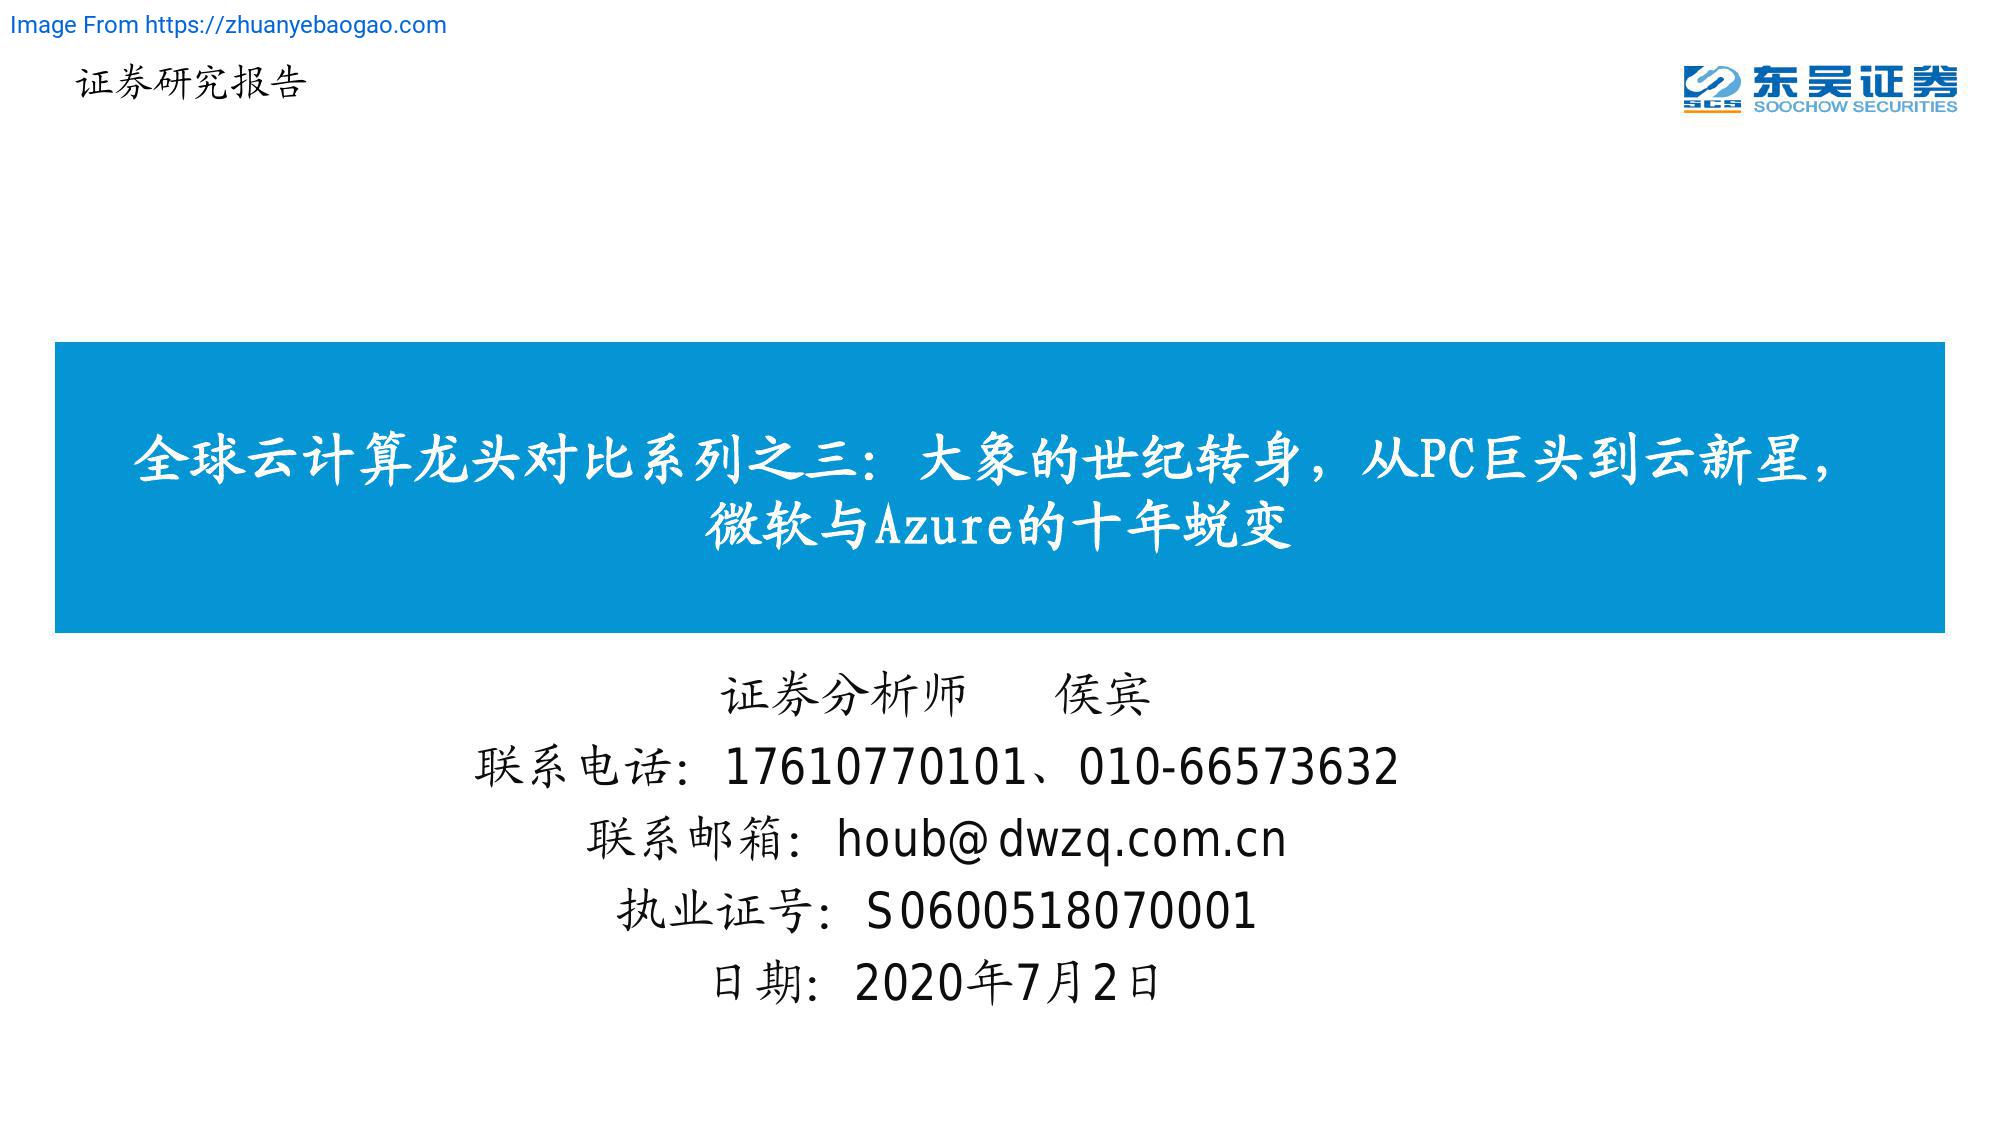 Image From https://zhuanyebaogao.com
证券研究报告
SCS 东吴证券
SOOCHOW SECURITIES
全球云计算龙头对比系列之三：大象的世纪转身，从PC巨头到云新星，
微软与Azure的十年蜕变
证券分析师 侯宾
联系电话：17610770101、010-66573632
联系邮箱：houb@dwzq.com.cn
执业证号：S0600518070001
日期：2020年7月2日